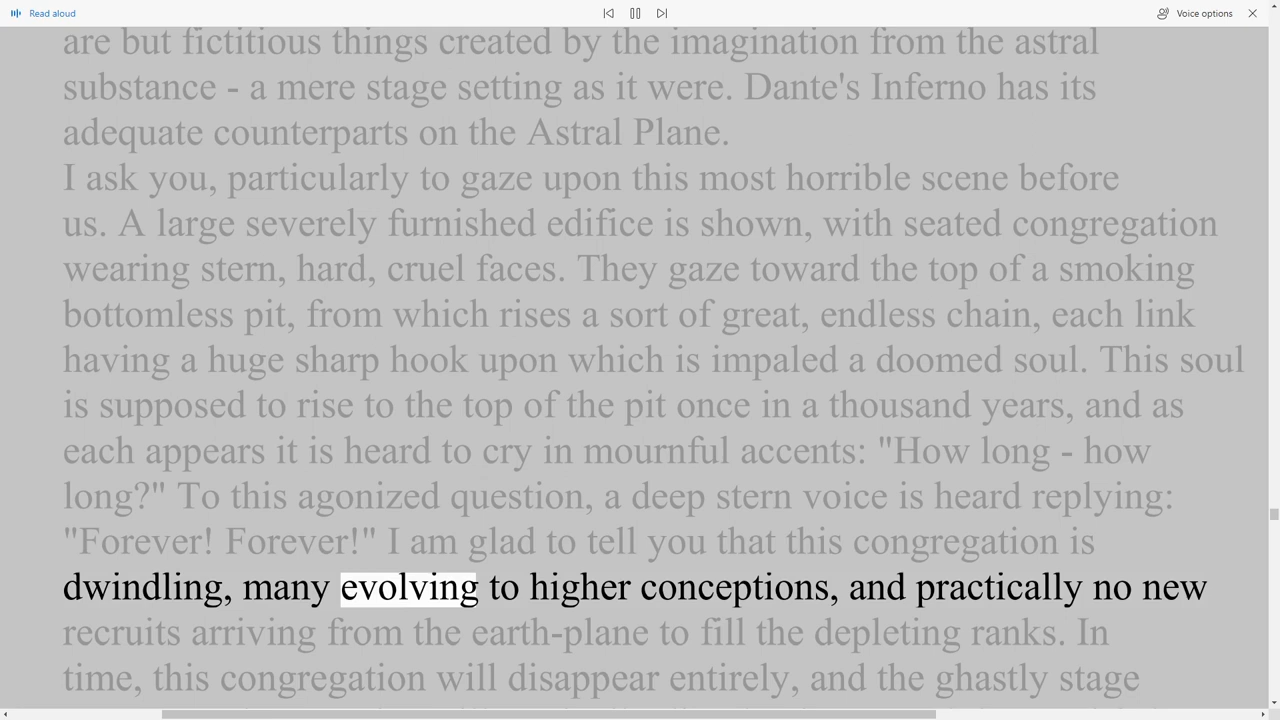 Read aloud
Voice options
are but fictitious things created by the imagination from the astral
substance - a mere stage setting as it were. Dante's Inferno has its
adequate counterparts on the Astral Plane.
I ask you, particularly to gaze upon this most horrible scene before
us. A large severely furnished edifice is shown, with seated congregation
wearing stern, hard, cruel faces. They gaze toward the top of a smoking
bottomless pit, from which rises a sort of great, endless chain, each link
having a huge sharp hook upon which is impaled a doomed soul. This soul
is supposed to rise to the top of the pit once in a thousand years, and as
each appears it is heard to cry in mournful accents: "How long - how
long?" To this agonized question, a deep stern voice is heard replying:
"Forever! Forever!" I am glad to tell you that this congregation is
dwindling, many evolving to higher conceptions, and practically no new
recruits arriving from the earth-plane to fill the depleting ranks. In
time, this congregation will disappear entirely, and the ghastly stage